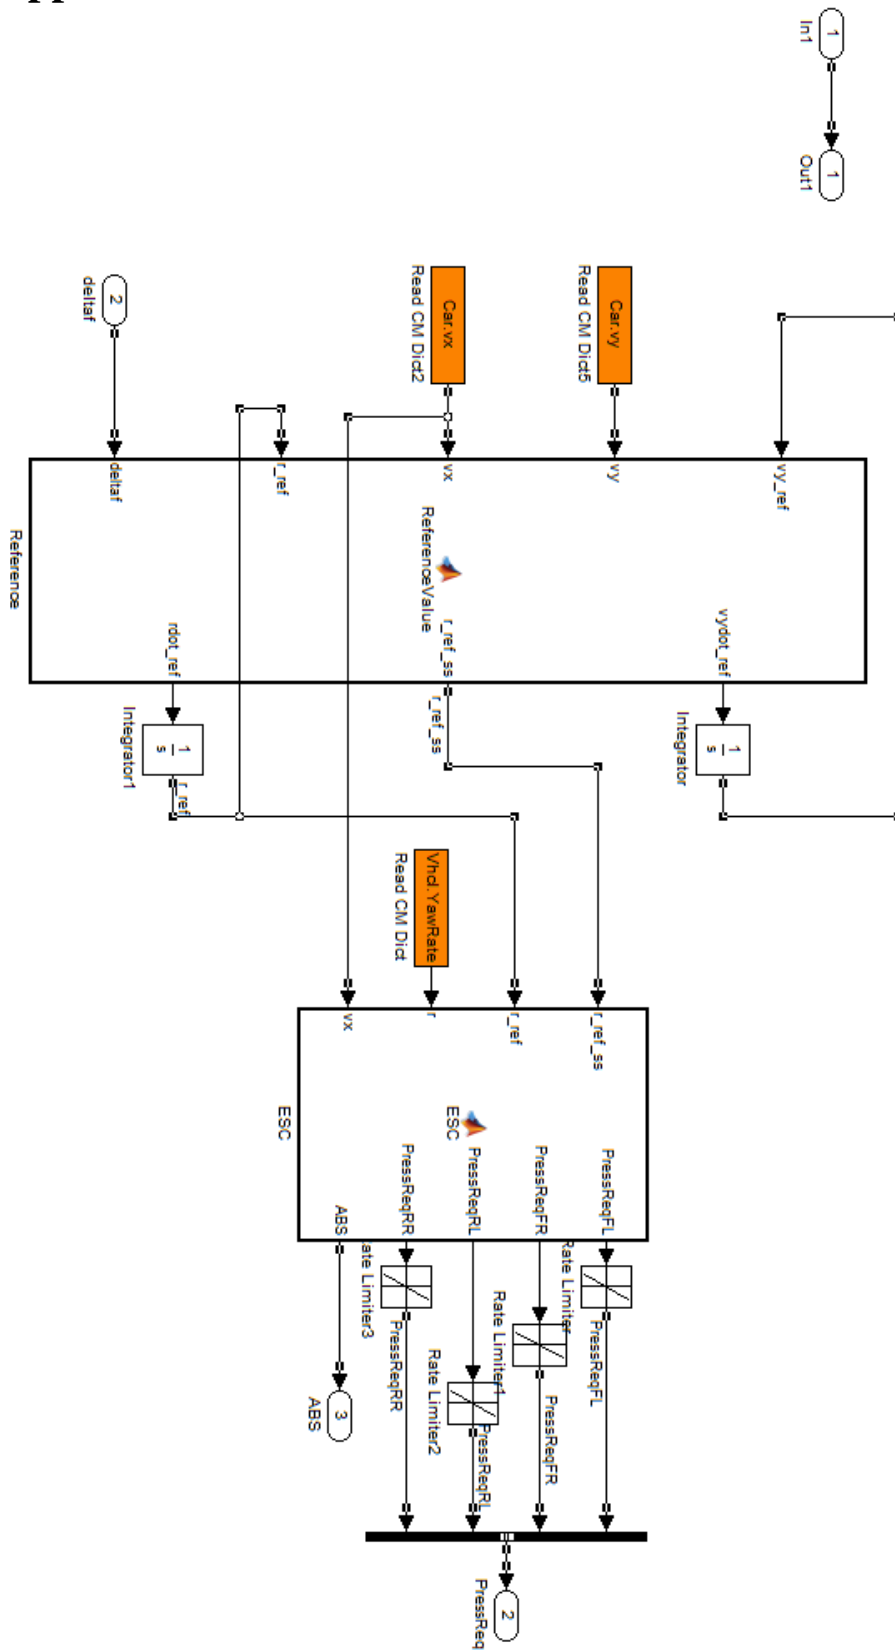 1
In1
1
Out1
vy_ref
Car.vy
Read CM Dict5
vy
Car.vx
Read CM Dict2
vx
r_ref
2
deltaf
deltaf
ReferenceValue
Reference
vydot_ref
r_ref_ss
rdot_ref
r_ref_ss
1
s
Integrator
1
s
Integrator1
r_ref
Vhcl.YawRate
Read CM Dict
r_ref_ss
r_ref
r
vx
ESC
ESC
PressReqFL
PressReqFR
PressReqRL
PressReqRR
ABS
Rate Limiter
PressReqFL
Rate Limiter1
PressReqFR
Rate Limiter2
PressReqRL
ate Limiter3
PressReqRR
3
ABS
2
PressReq